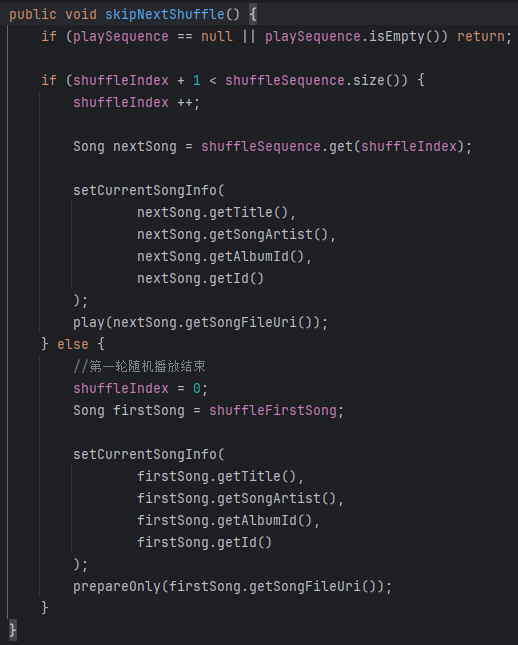 public void skipNextShuffle() {
    if (playSequence == null || playSequence.isEmpty()) return;
    if (shuffleIndex + 1 < shuffleSequence.size()) {
        shuffleIndex ++;
        Song nextSong = shuffleSequence.get(shuffleIndex);
        setCurrentSongInfo(
                nextSong.getTitle(),
                nextSong.getSongArtist(),
                nextSong.getAlbumId(),
                nextSong.getId()
        );
        play(nextSong.getSongFileUri());
    } else {
        //第一轮随机播放结束
        shuffleIndex = 0;
        Song firstSong = shuffleFirstSong;
        setCurrentSongInfo(
                firstSong.getTitle(),
                firstSong.getSongArtist(),
                firstSong.getAlbumId(),
                firstSong.getId()
        );
        prepareOnly(firstSong.getSongFileUri());
    }
}